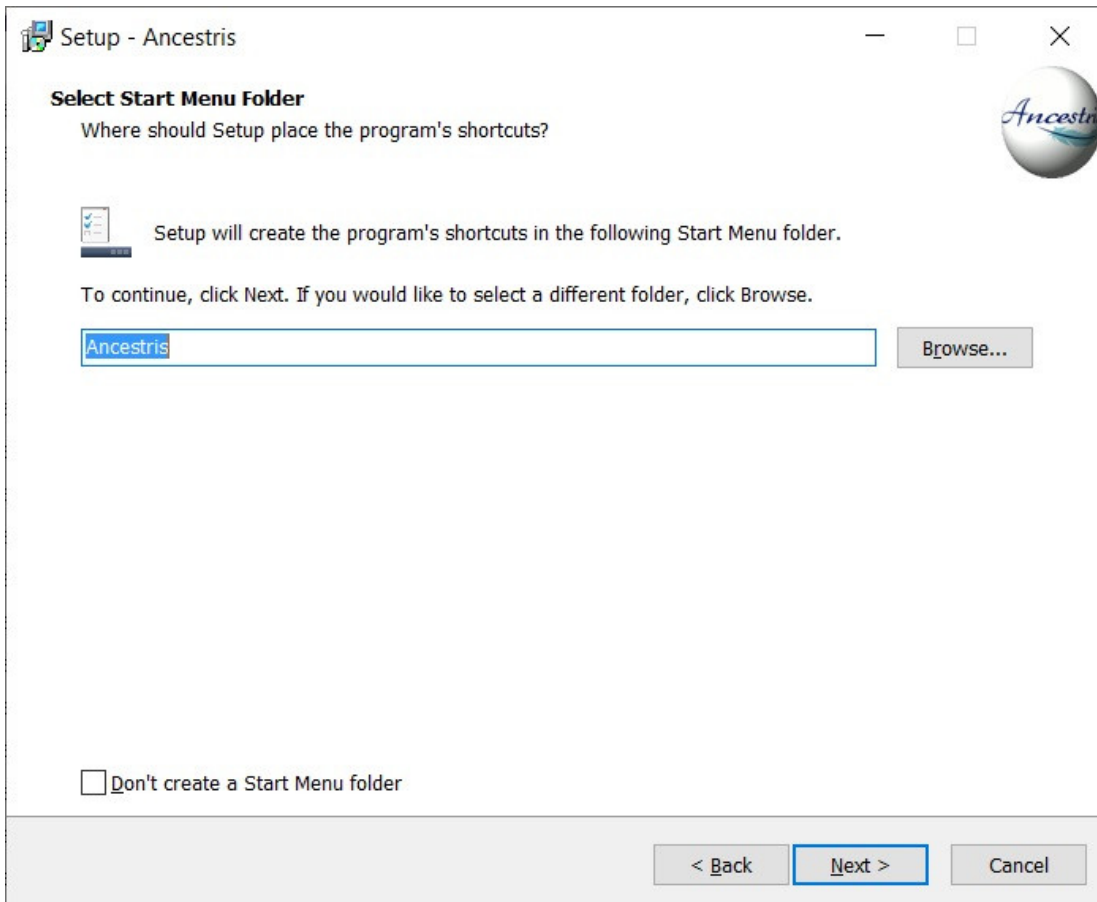 Setup - Ancestris
Select Start Menu Folder
Where should Setup place the program's shortcuts?
Ancestri
Setup will create the program's shortcuts in the following Start Menu folder.
To continue, click Next. If you would like to select a different folder, click Browse.
Ancestris
Browse...
Don't create a Start Menu folder
< Back
Next >
Cancel